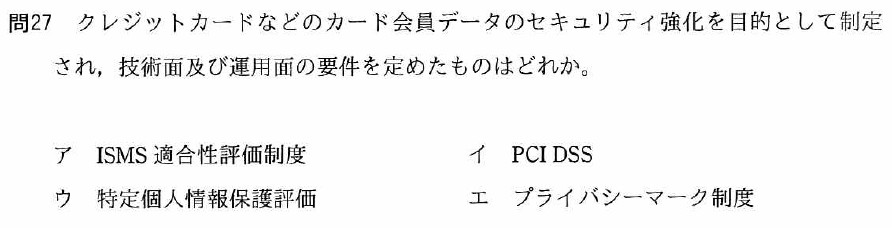 問27 クレジットカードなどのカード会員データのセキュリティ強化を目的として制定
され，技術面及び運用面の要件を定めたものはどれか。
ア ISMS 適合性評価制度 イ PCI DSS
ウ 特定個人情報保護評価 エ プライバシーマーク制度